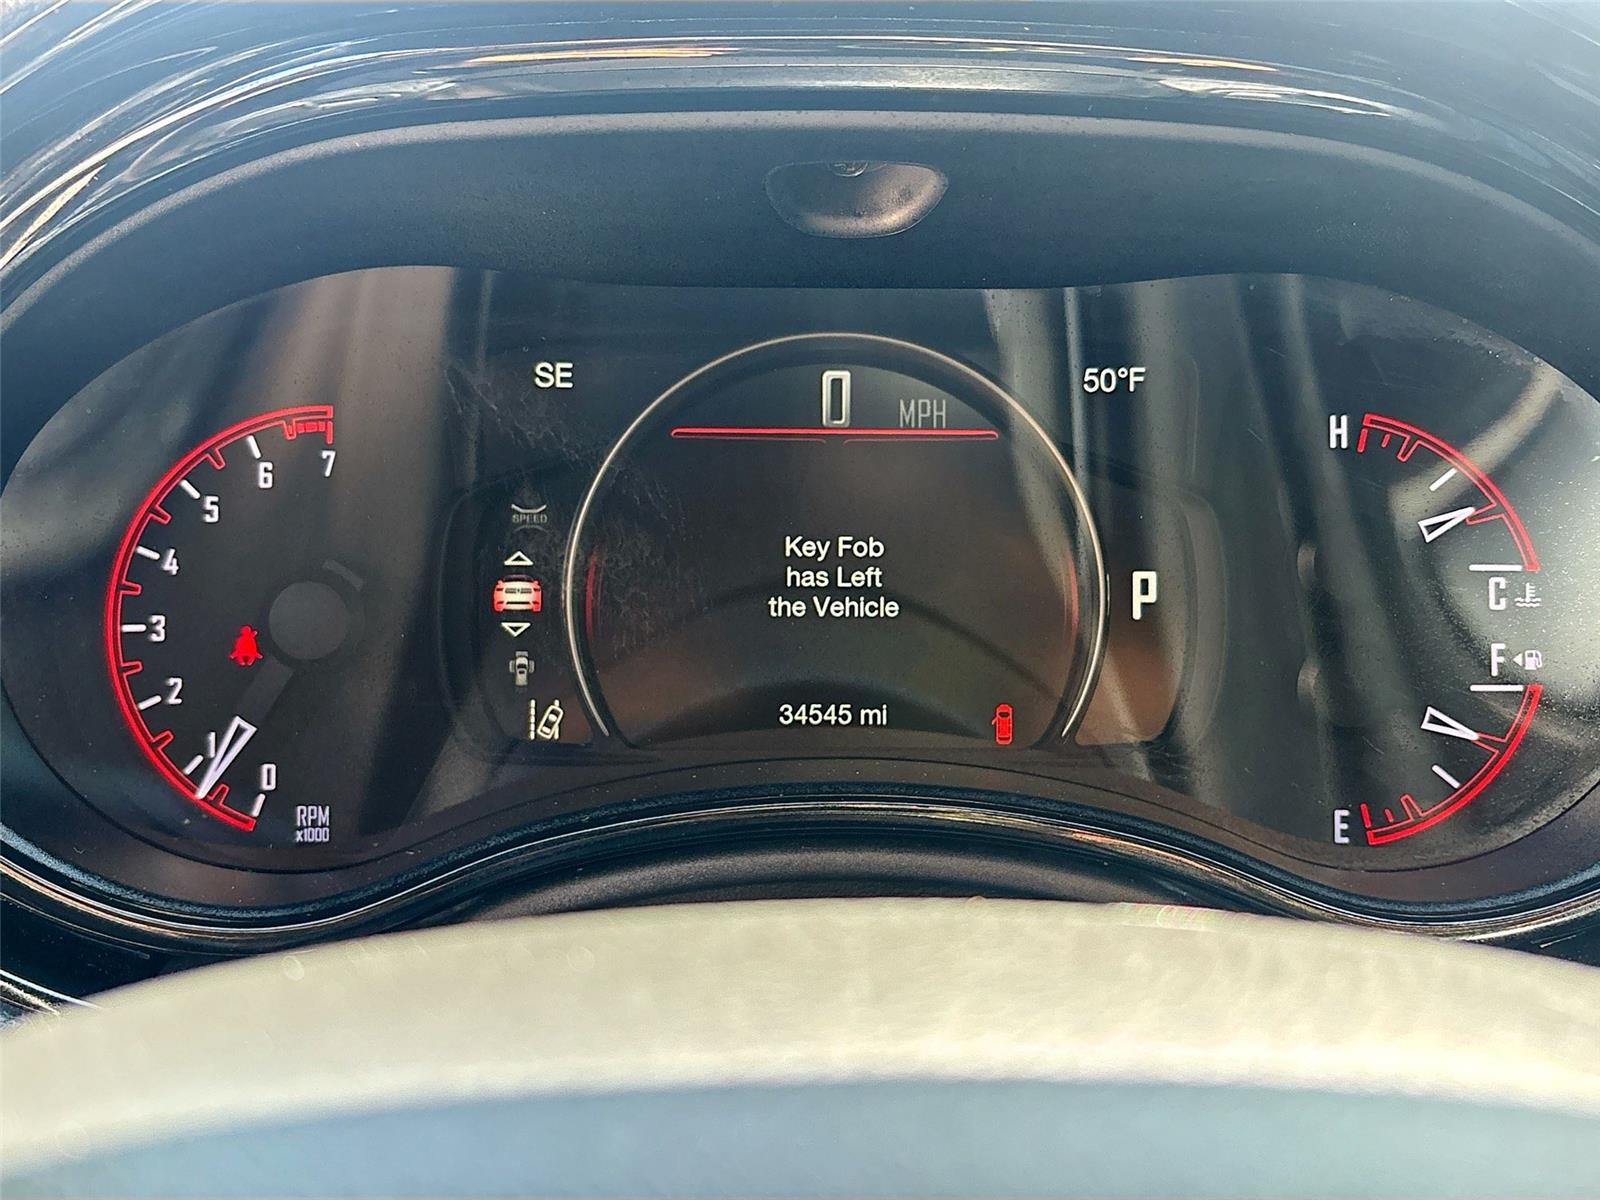 SE
0 MPH
50°F
7
6
5
4
3
2
1
0
RPM
x1000
SPEED
Key Fob
has Left
the Vehicle
34545 mi
P
H
C
F
E